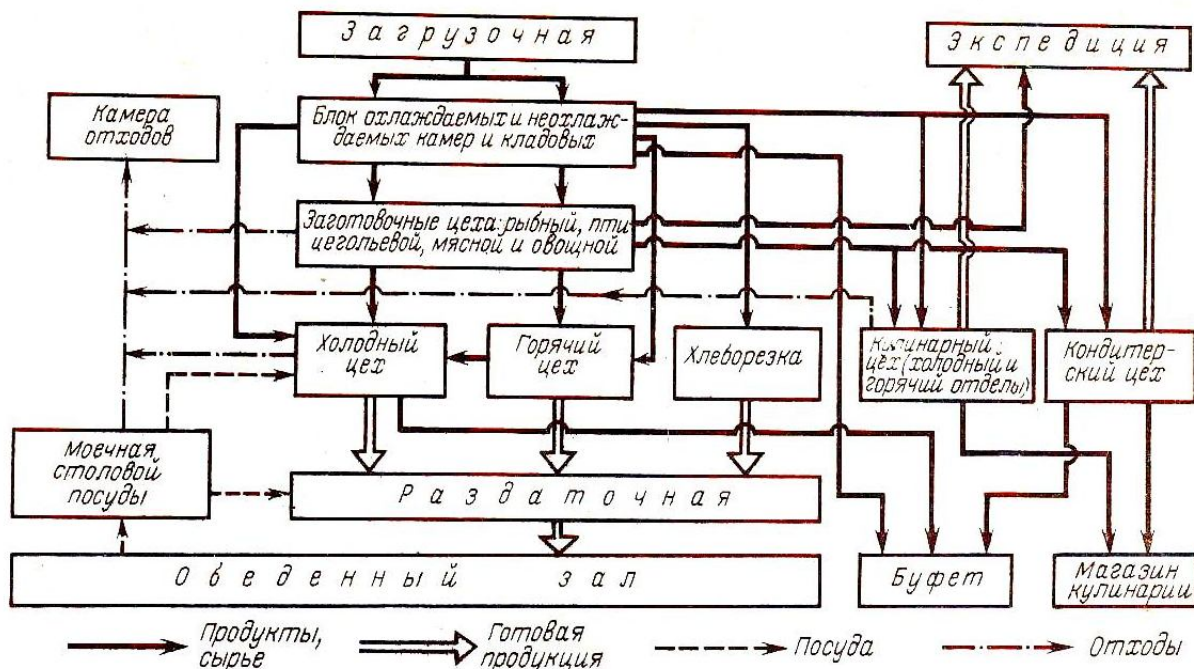 Загрузочная
Экспедиция
Камера
отходов
Блок охлаждаемых и неохлаж-
даемых камер и кладовых
Заготовочные цеха: рыбный, пти
цегольевой, мясной и овощной
Холодный
цех
Горячий
цех
Хлеборезка
Кулинарный
цех (холодный и
горячий отделы)
Кондитер-
ский цех
Моечная
столовой
посуды
Раздаточная
Обеденный зал
Буфет
Магазин
кулинарии
Продукты,
сырье
Готовая
продукция
Посуда
Отходы